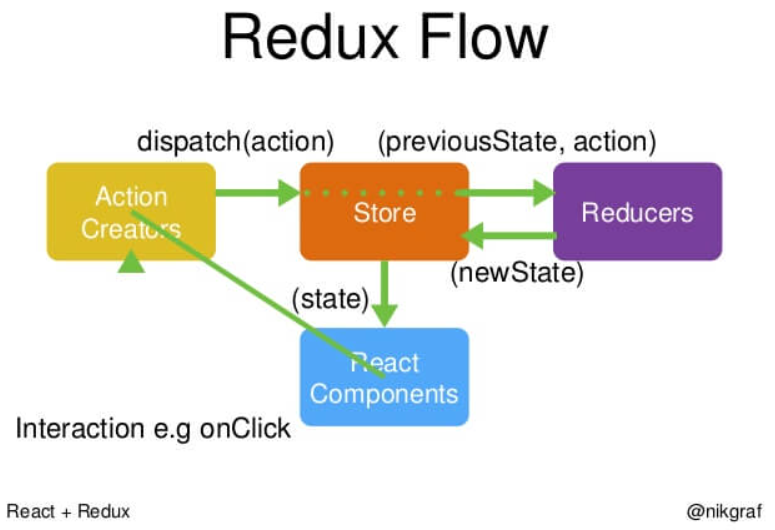 Redux Flow
dispatch(action)
(previousState, action)
Action
Creators
Store
Reducers
(newState)
(state)
React
Components
Interaction e.g onClick
React + Redux
@nikgraf